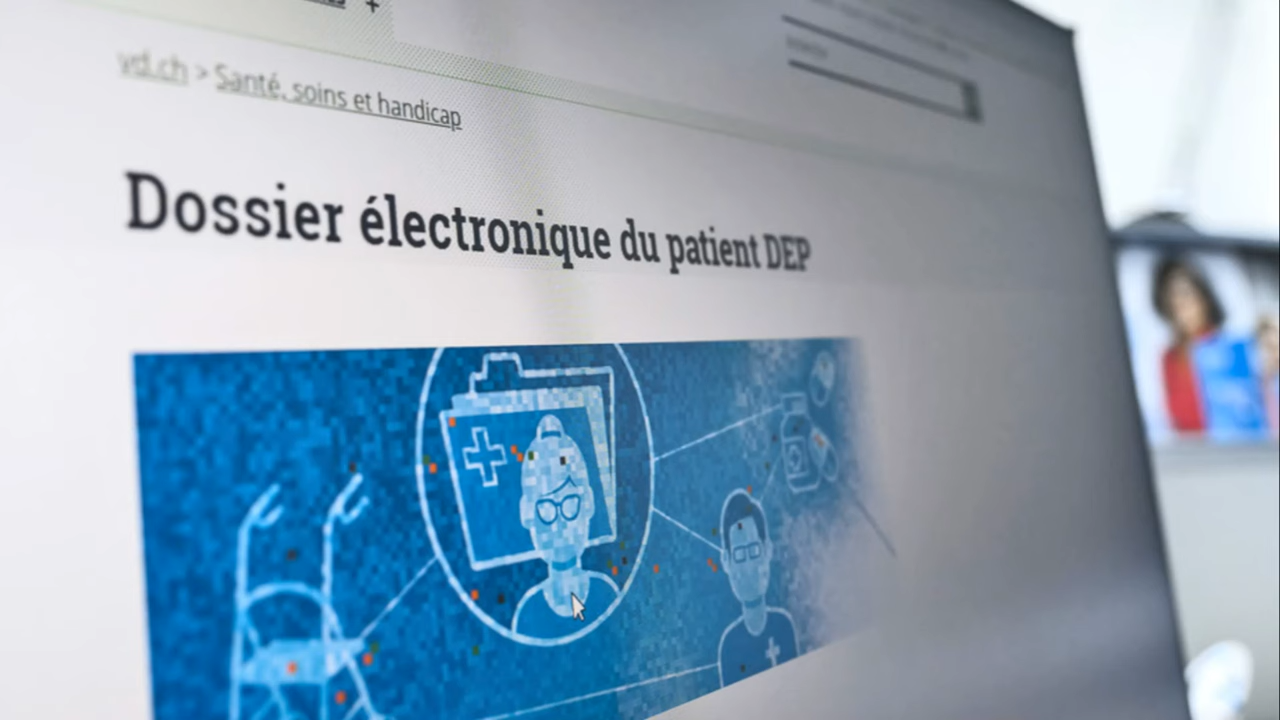 vd.ch > Santé, soins et handicap
Dossier électronique du patient DEP